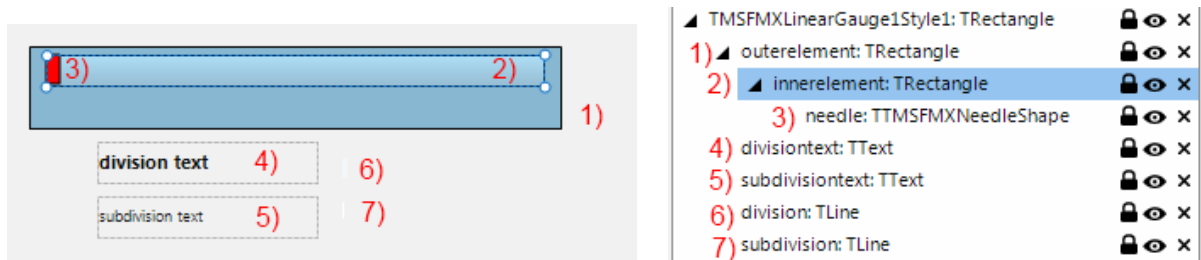 3)
2)
1)
division text
4)
6)
subdivision text
5)
7)
TMSFMXLinearGauge1Style1: TRectangle
1) outerelement: TRectangle
2) innerelement: TRectangle
3) needle: TTMSFMXNeedleShape
4) divisiontext: TText
5) subdivisiontext: TText
6) division: TLine
7) subdivision: TLine